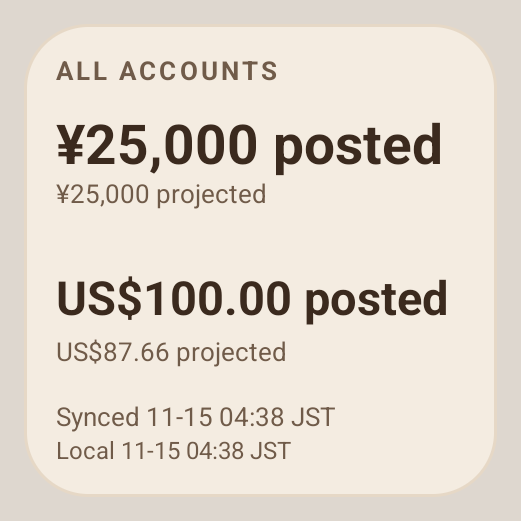 ALL ACCOUNTS
¥25,000 posted
¥25,000 projected
US$100.00 posted
US$87.66 projected
Synced 11-15 04:38 JST
Local 11-15 04:38 JST